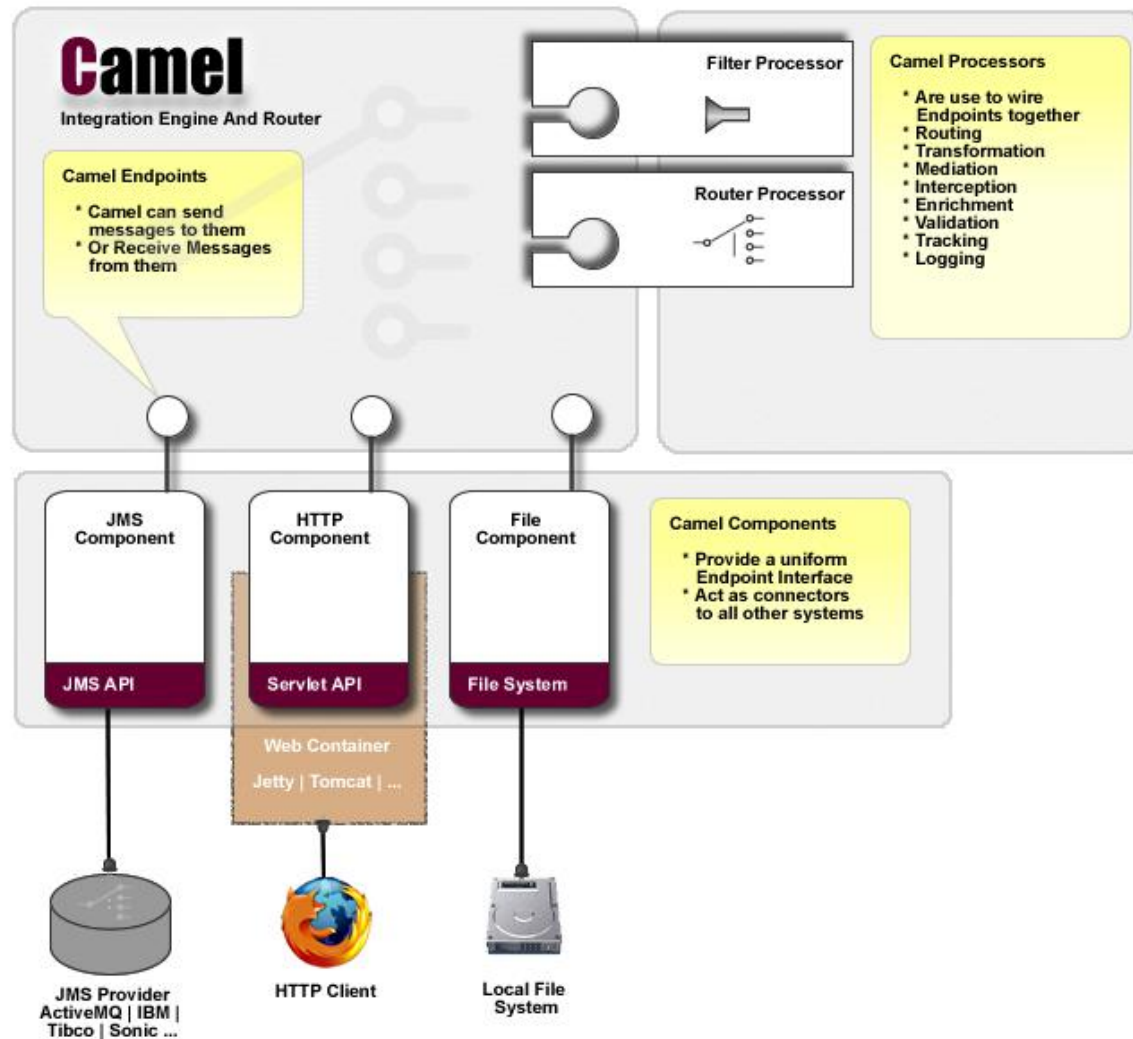 Camel
Integration Engine And Router
Camel Endpoints
* Camel can send
messages to them
* Or Receive Messages
from them
Filter Processor
Router Processor
Camel Processors
* Are use to wire
Endpoints together
* Routing
* Transformation
* Mediation
* Interception
* Enrichment
* Validation
* Tracking
* Logging
JMS
Component
JMS API
HTTP
Component
Servlet API
File
Component
File System
Camel Components
* Provide a uniform
Endpoint Interface
* Act as connectors
to all other systems
Web Container
Jetty | Tomcat | ...
JMS Provider
ActiveMQ | IBM |
Tibco | Sonic ...
HTTP Client
Local File
System